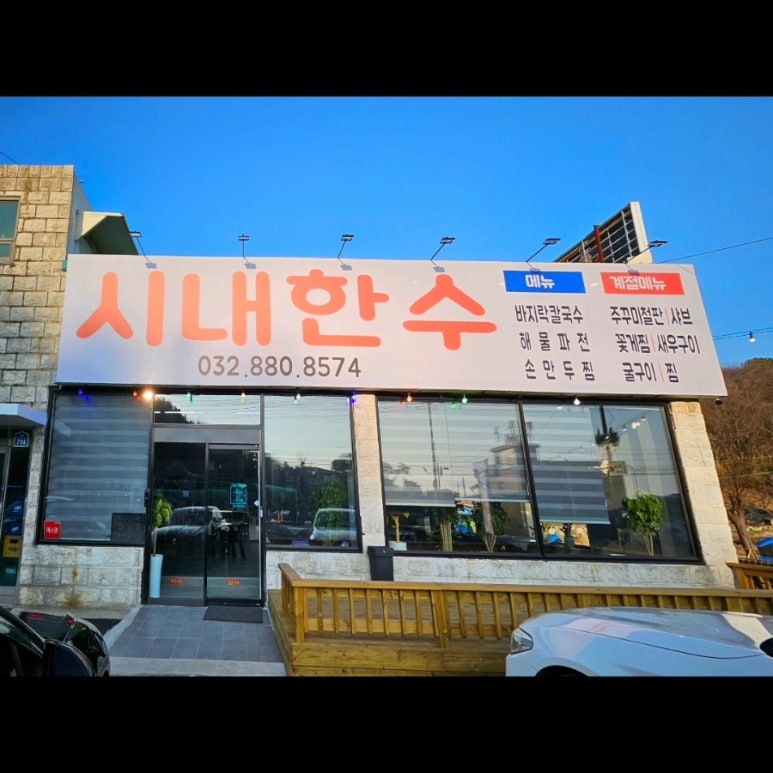 시내한수
032.880.8574
메뉴
바지락칼국수
해물파전
손만두찜
계절메뉴
주꾸미철판 | 샤브
꽃게찜 | 새우구이
굴구이 | 찜
714